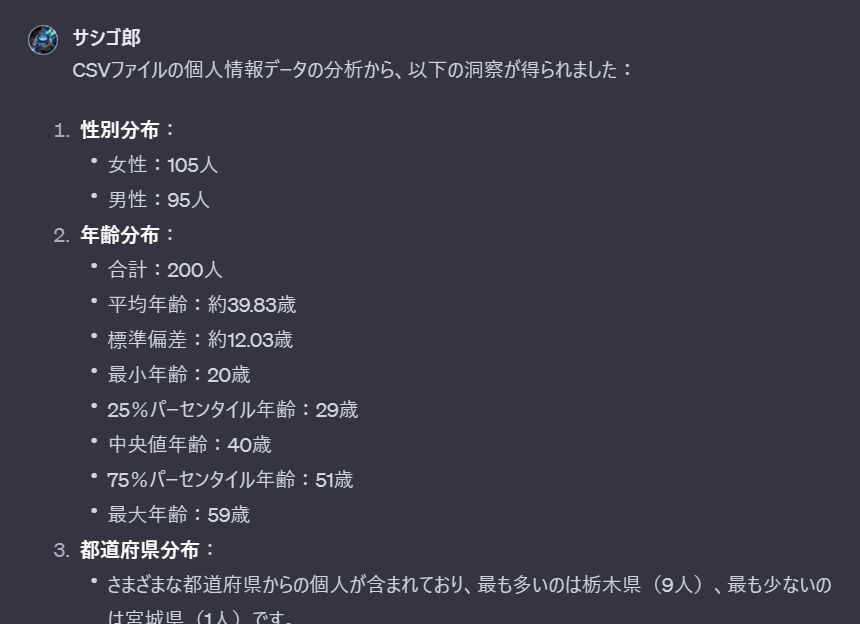 サシゴ郎
CSVファイルの個人情報データの分析から、以下の洞察が得られました：
1. 性別分布：
• 女性：105人
• 男性：95人
2. 年齢分布：
• 合計：200人
• 平均年齢：約39.83歳
• 標準偏差：約12.03歳
• 最小年齢：20歳
• 25%パーセンタイル年齢：29歳
• 中央値年齢：40歳
• 75%パーセンタイル年齢：51歳
• 最大年齢：59歳
3. 都道府県分布：
• さまざまな都道府県からの個人が含まれており、最も多いのは栃木県（9人）、最も少ないの
は宮城県（1人）です。